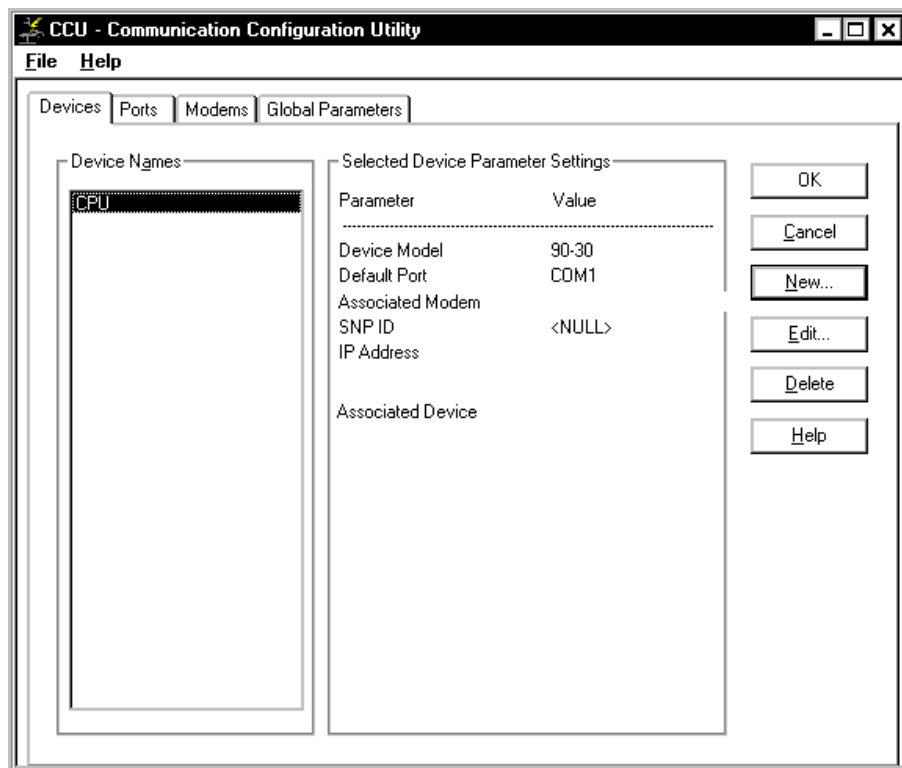 CCU - Communication Configuration Utility
File Help
Devices Ports Modems Global Parameters
Device Names
CPU
Selected Device Parameter Settings
Parameter Value
Device Model 90-30
Default Port COM1
Associated Modem
SNP ID <NULL>
IP Address
Associated Device
OK
Cancel
New...
Edit...
Delete
Help